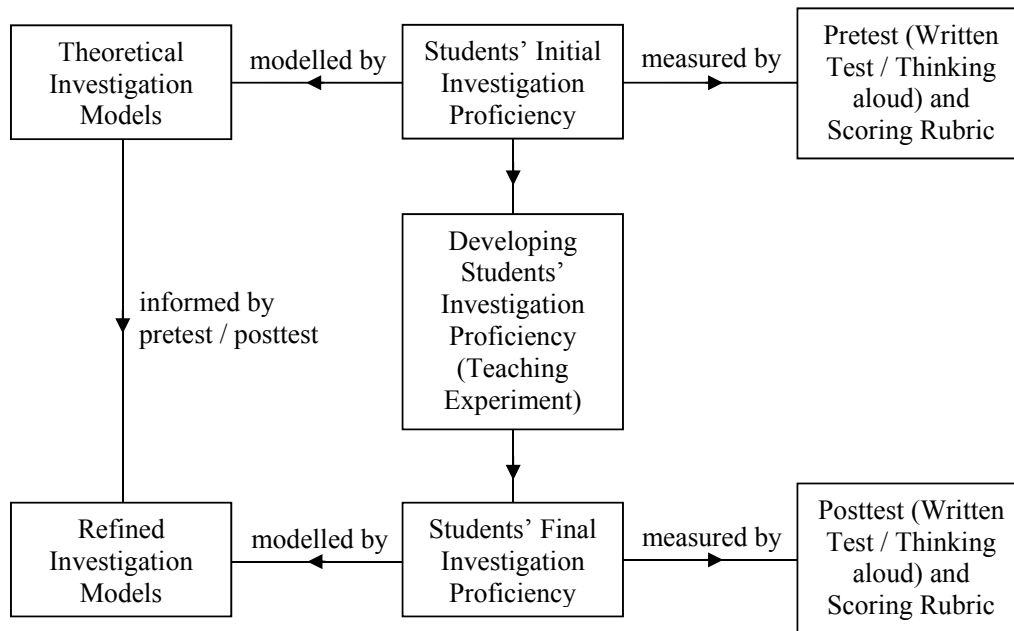 Theoretical
Investigation
Models
modelled by
Students’ Initial
Investigation
Proficiency
measured by
Pretest (Written
Test / Thinking
aloud) and
Scoring Rubric
informed by
pretest / posttest
Developing
Students’
Investigation
Proficiency
(Teaching
Experiment)
Refined
Investigation
Models
modelled by
Students’ Final
Investigation
Proficiency
measured by
Posttest (Written
Test / Thinking
aloud) and
Scoring Rubric